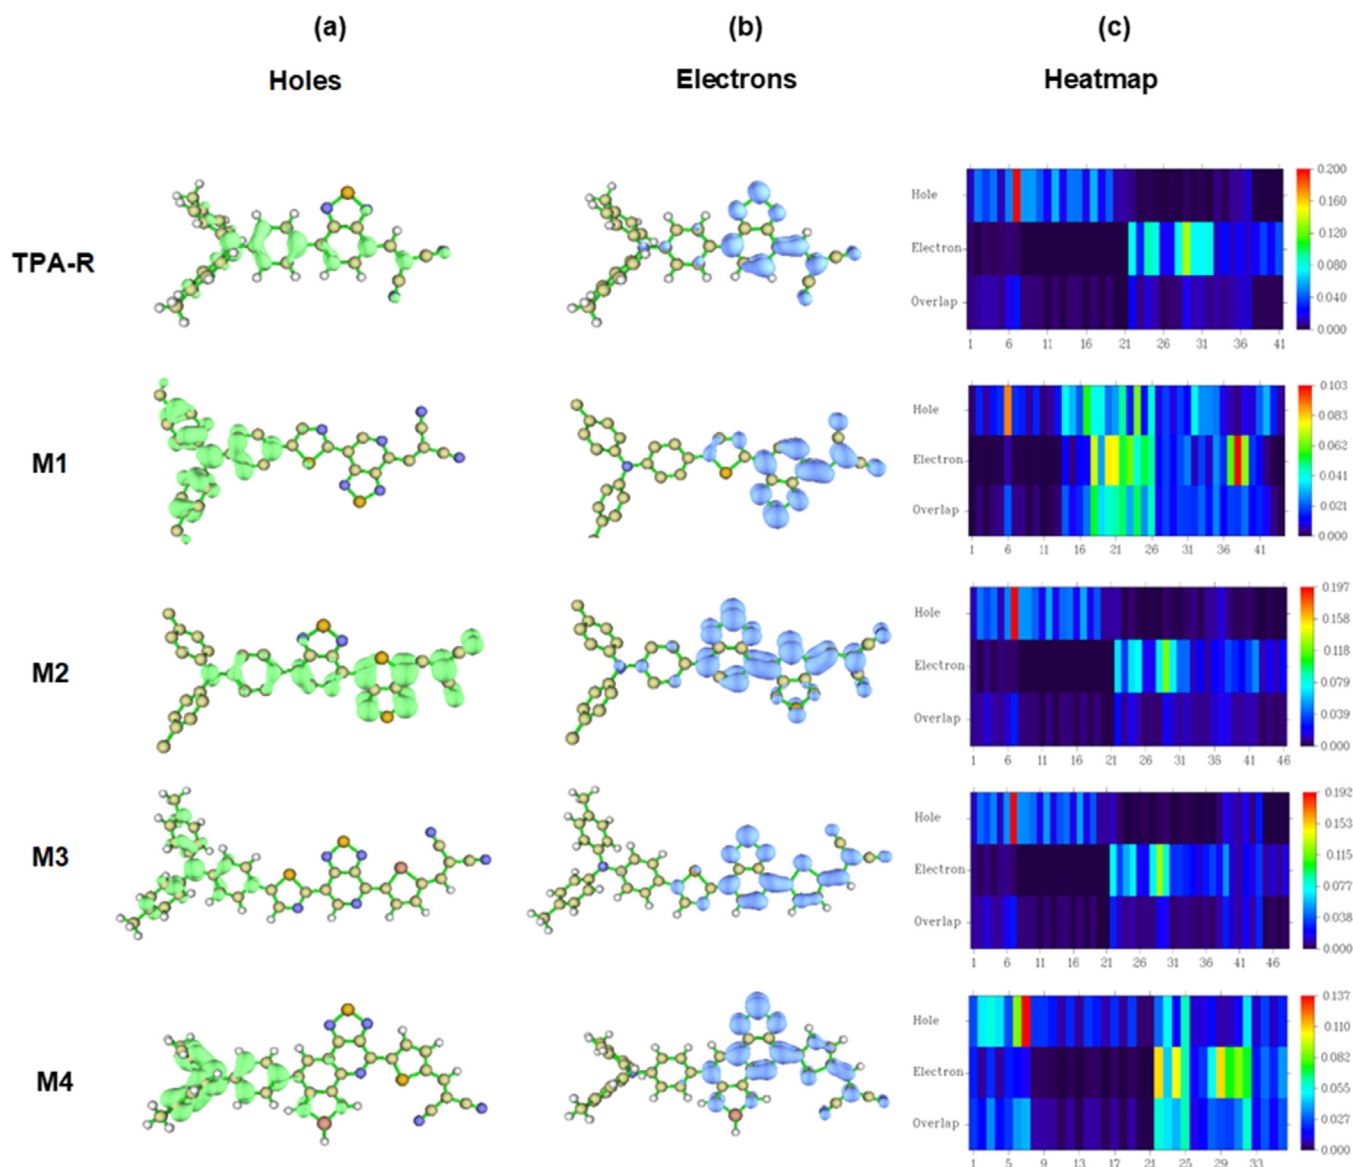 (a) (b) (c)
Holes Electrons Heatmap
TPA-R
Hole
Electron
Overlap
1 6 11 16 21 26 31 36 41
0.200
0.160
0.120
0.080
0.040
0.000
M1
Hole
Electron
Overlap
1 6 11 16 21 26 31 36 41
0.103
0.083
0.062
0.041
0.021
0.000
M2
Hole
Electron
Overlap
1 6 11 16 21 26 31 35 41 46
0.197
0.158
0.118
0.079
0.039
0.000
M3
Hole
Electron
Overlap
1 6 11 16 21 26 31 36 41 46
0.192
0.153
0.115
0.077
0.038
0.000
M4
Hole
Electron
Overlap
1 5 9 13 17 21 25 29 33
0.137
0.110
0.082
0.055
0.027
0.000